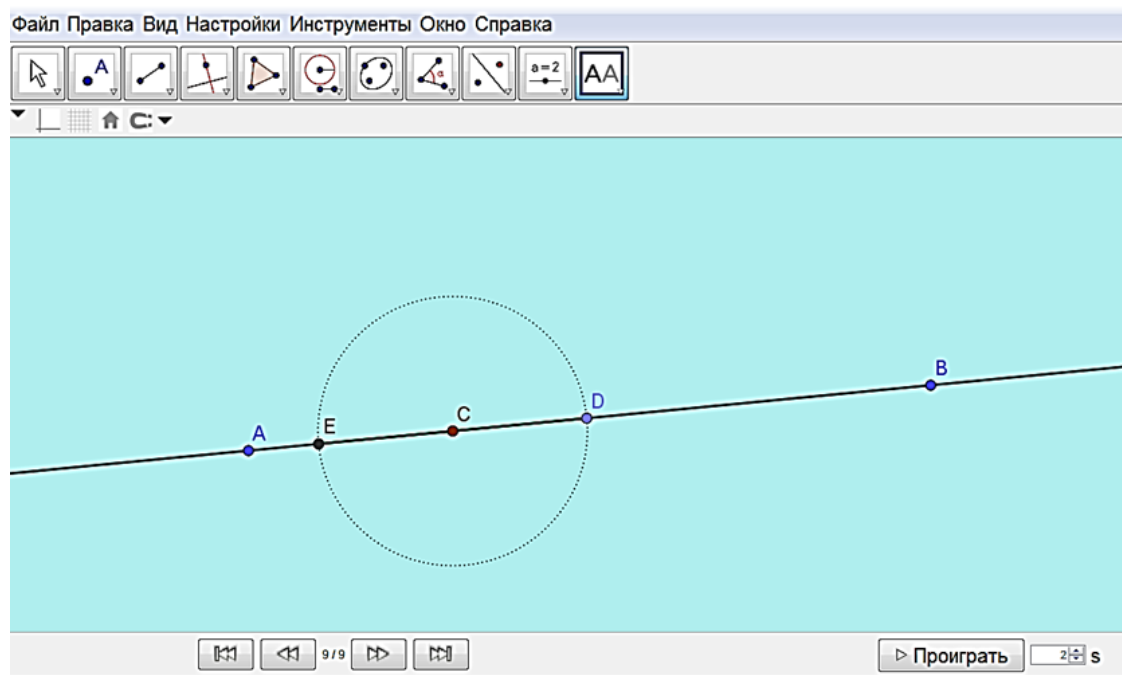 Файл Правка Вид Настройки Инструменты Окно Справка
A α a=2 AA
B
D
C
E
A
9 / 9 Проиграть 2 s